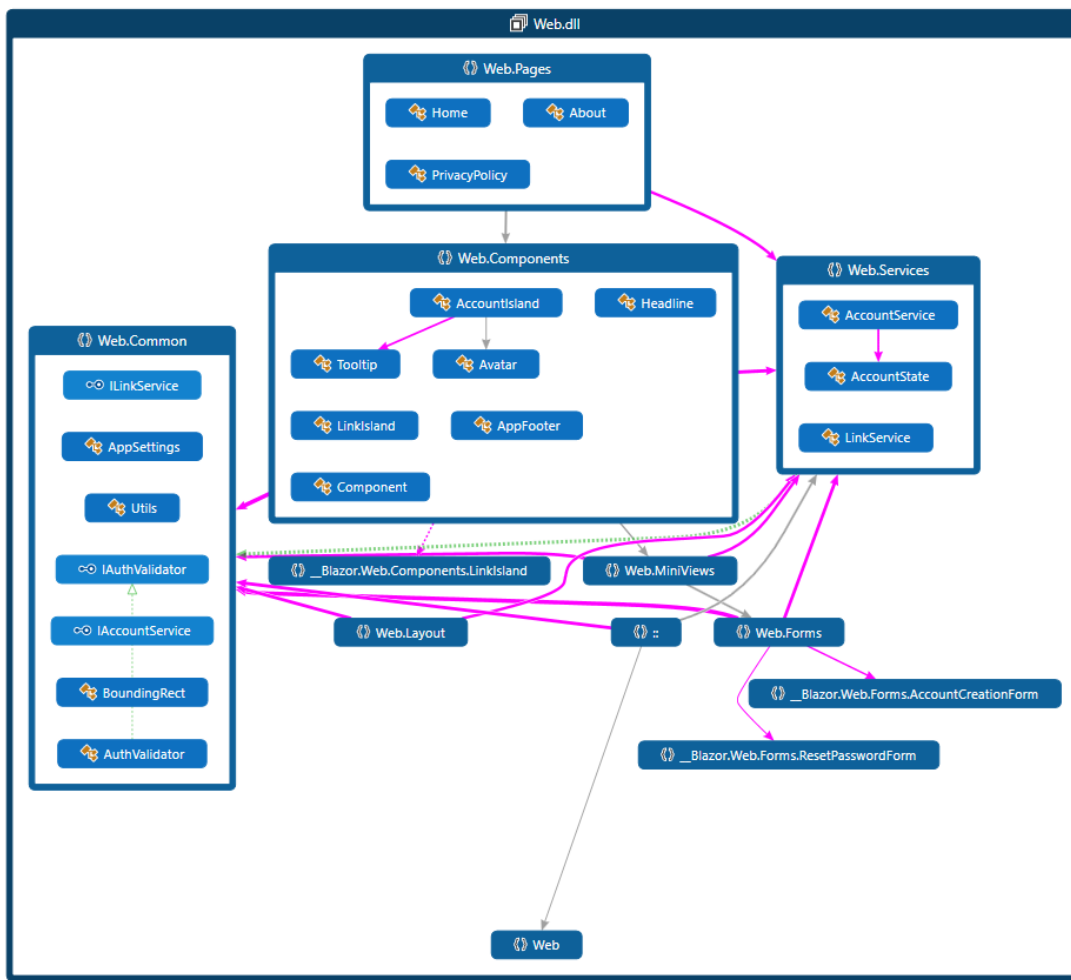 Web.dll
Web.Pages
Home
About
PrivacyPolicy
Web.Components
AccountIsland
Headline
Tooltip
Avatar
LinkIsland
AppFooter
Component
Web.Services
AccountService
AccountState
LinkService
Web.Common
ILinkService
AppSettings
Utils
IAuthValidator
IAccountService
BoundingRect
AuthValidator
__Blazor.Web.Components.LinkIsland
Web.MiniViews
Web.Layout
::
Web.Forms
__Blazor.Web.Forms.AccountCreationForm
__Blazor.Web.Forms.ResetPasswordForm
Web